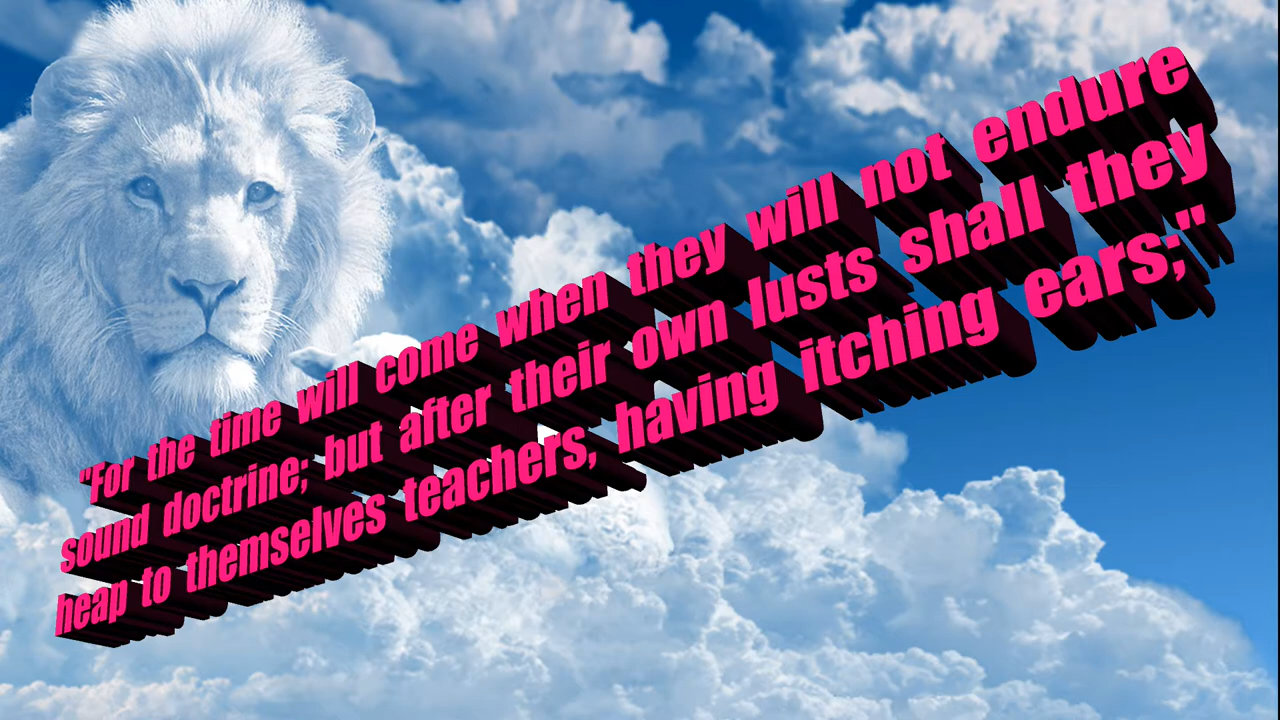 "For the time will come when they will not endure
sound doctrine; but after their own lusts shall they
heap to themselves teachers, having itching ears;"